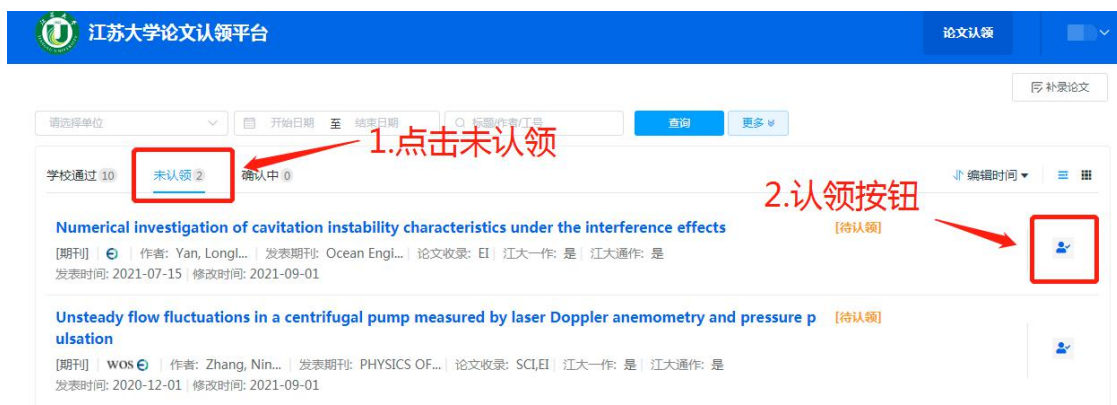 江苏大学论文认领平台
论文认领
补录论文
请选择单位 开始日期 至 结束日期 标题/作者/工号 查询 更多
1.点击未认领
学校通过 10 未认领 2 确认中 0 编辑时间
2.认领按钮
Numerical investigation of cavitation instability characteristics under the interference effects [待认领]
[期刊] 作者: Yan, Longl... 发表期刊: Ocean Engi... 论文收录: EI 江大一作: 是 江大通作: 是
发表时间: 2021-07-15 修改时间: 2021-09-01
Unsteady flow fluctuations in a centrifugal pump measured by laser Doppler anemometry and pressure p [待认领]
ulsation
[期刊] WOS 作者: Zhang, Nin... 发表期刊: PHYSICS OF... 论文收录: SCI,EI 江大一作: 是 江大通作: 是
发表时间: 2020-12-01 修改时间: 2021-09-01